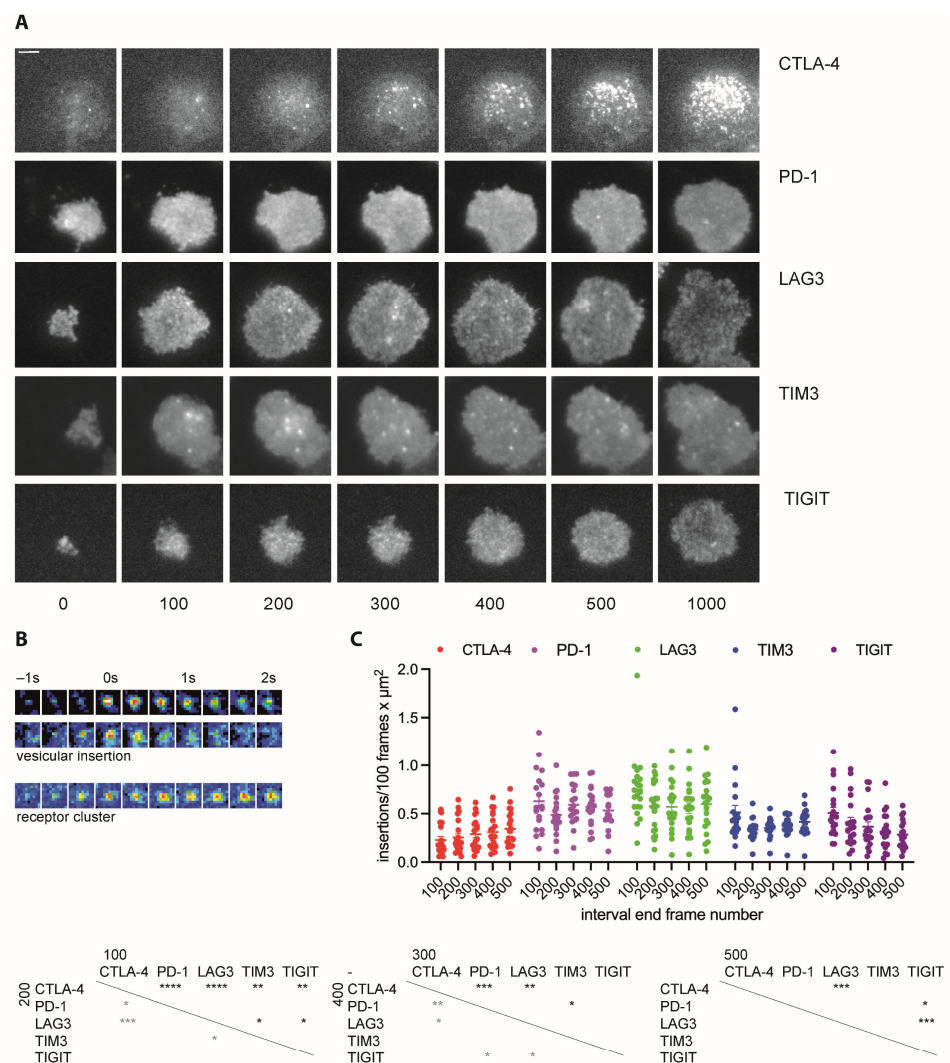 A
CTLA-4
PD-1
LAG3
TIM3
TIGIT
0 100 200 300 400 500 1000
B
–1s 0s 1s 2s
vesicular insertion
receptor cluster
C
CTLA-4 PD-1 LAG3 TIM3 TIGIT
insertions/100 frames x µm²
2.0
1.5
1.0
0.5
0.0
100 200 300 400 500 100 200 300 400 500 100 200 300 400 500 100 200 300 400 500 100 200 300 400 500
interval end frame number
100
CTLA-4 PD-1 LAG3 TIM3 TIGIT
200
CTLA-4 **** **** ** **
PD-1 *
LAG3 *** * *
TIM3 *
TIGIT
300
- CTLA-4 PD-1 LAG3 TIM3 TIGIT
400
CTLA-4 *** **
PD-1 ** *
LAG3 *
TIM3
TIGIT * *
500
CTLA-4 PD-1 LAG3 TIM3 TIGIT
CTLA-4 ***
PD-1 *
LAG3 ***
TIM3
TIGIT